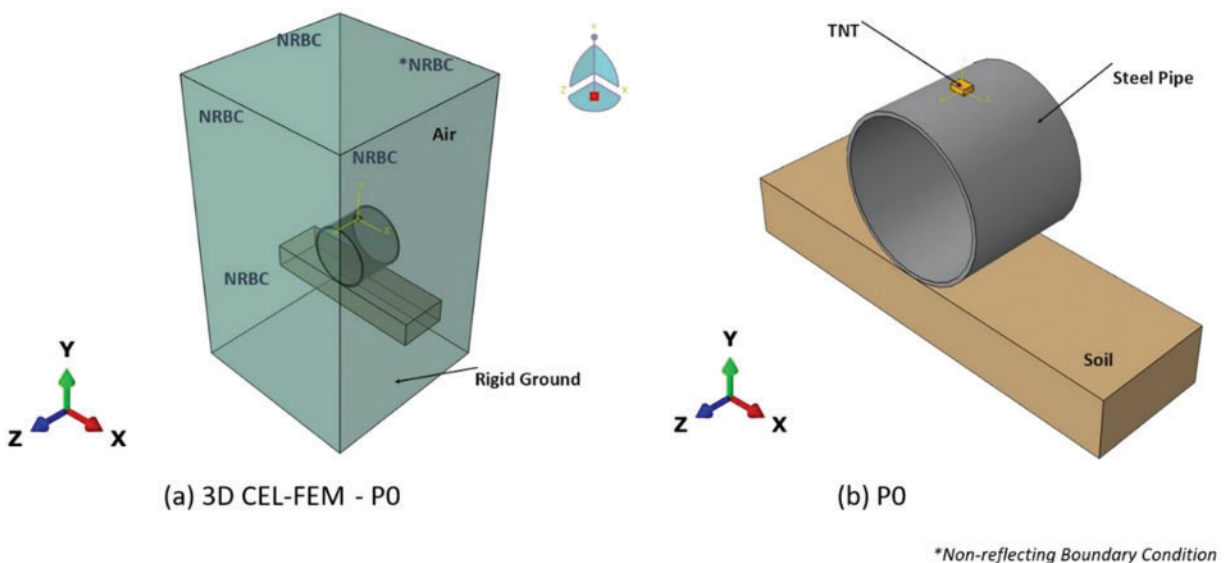 NRBC
*NRBC
NRBC
Air
NRBC
NRBC
Rigid Ground
Y
Z
X
(a) 3D CEL-FEM - P0
Y
Z
X
TNT
Steel Pipe
Soil
Y
Z
X
(b) P0
*Non-reflecting Boundary Condition